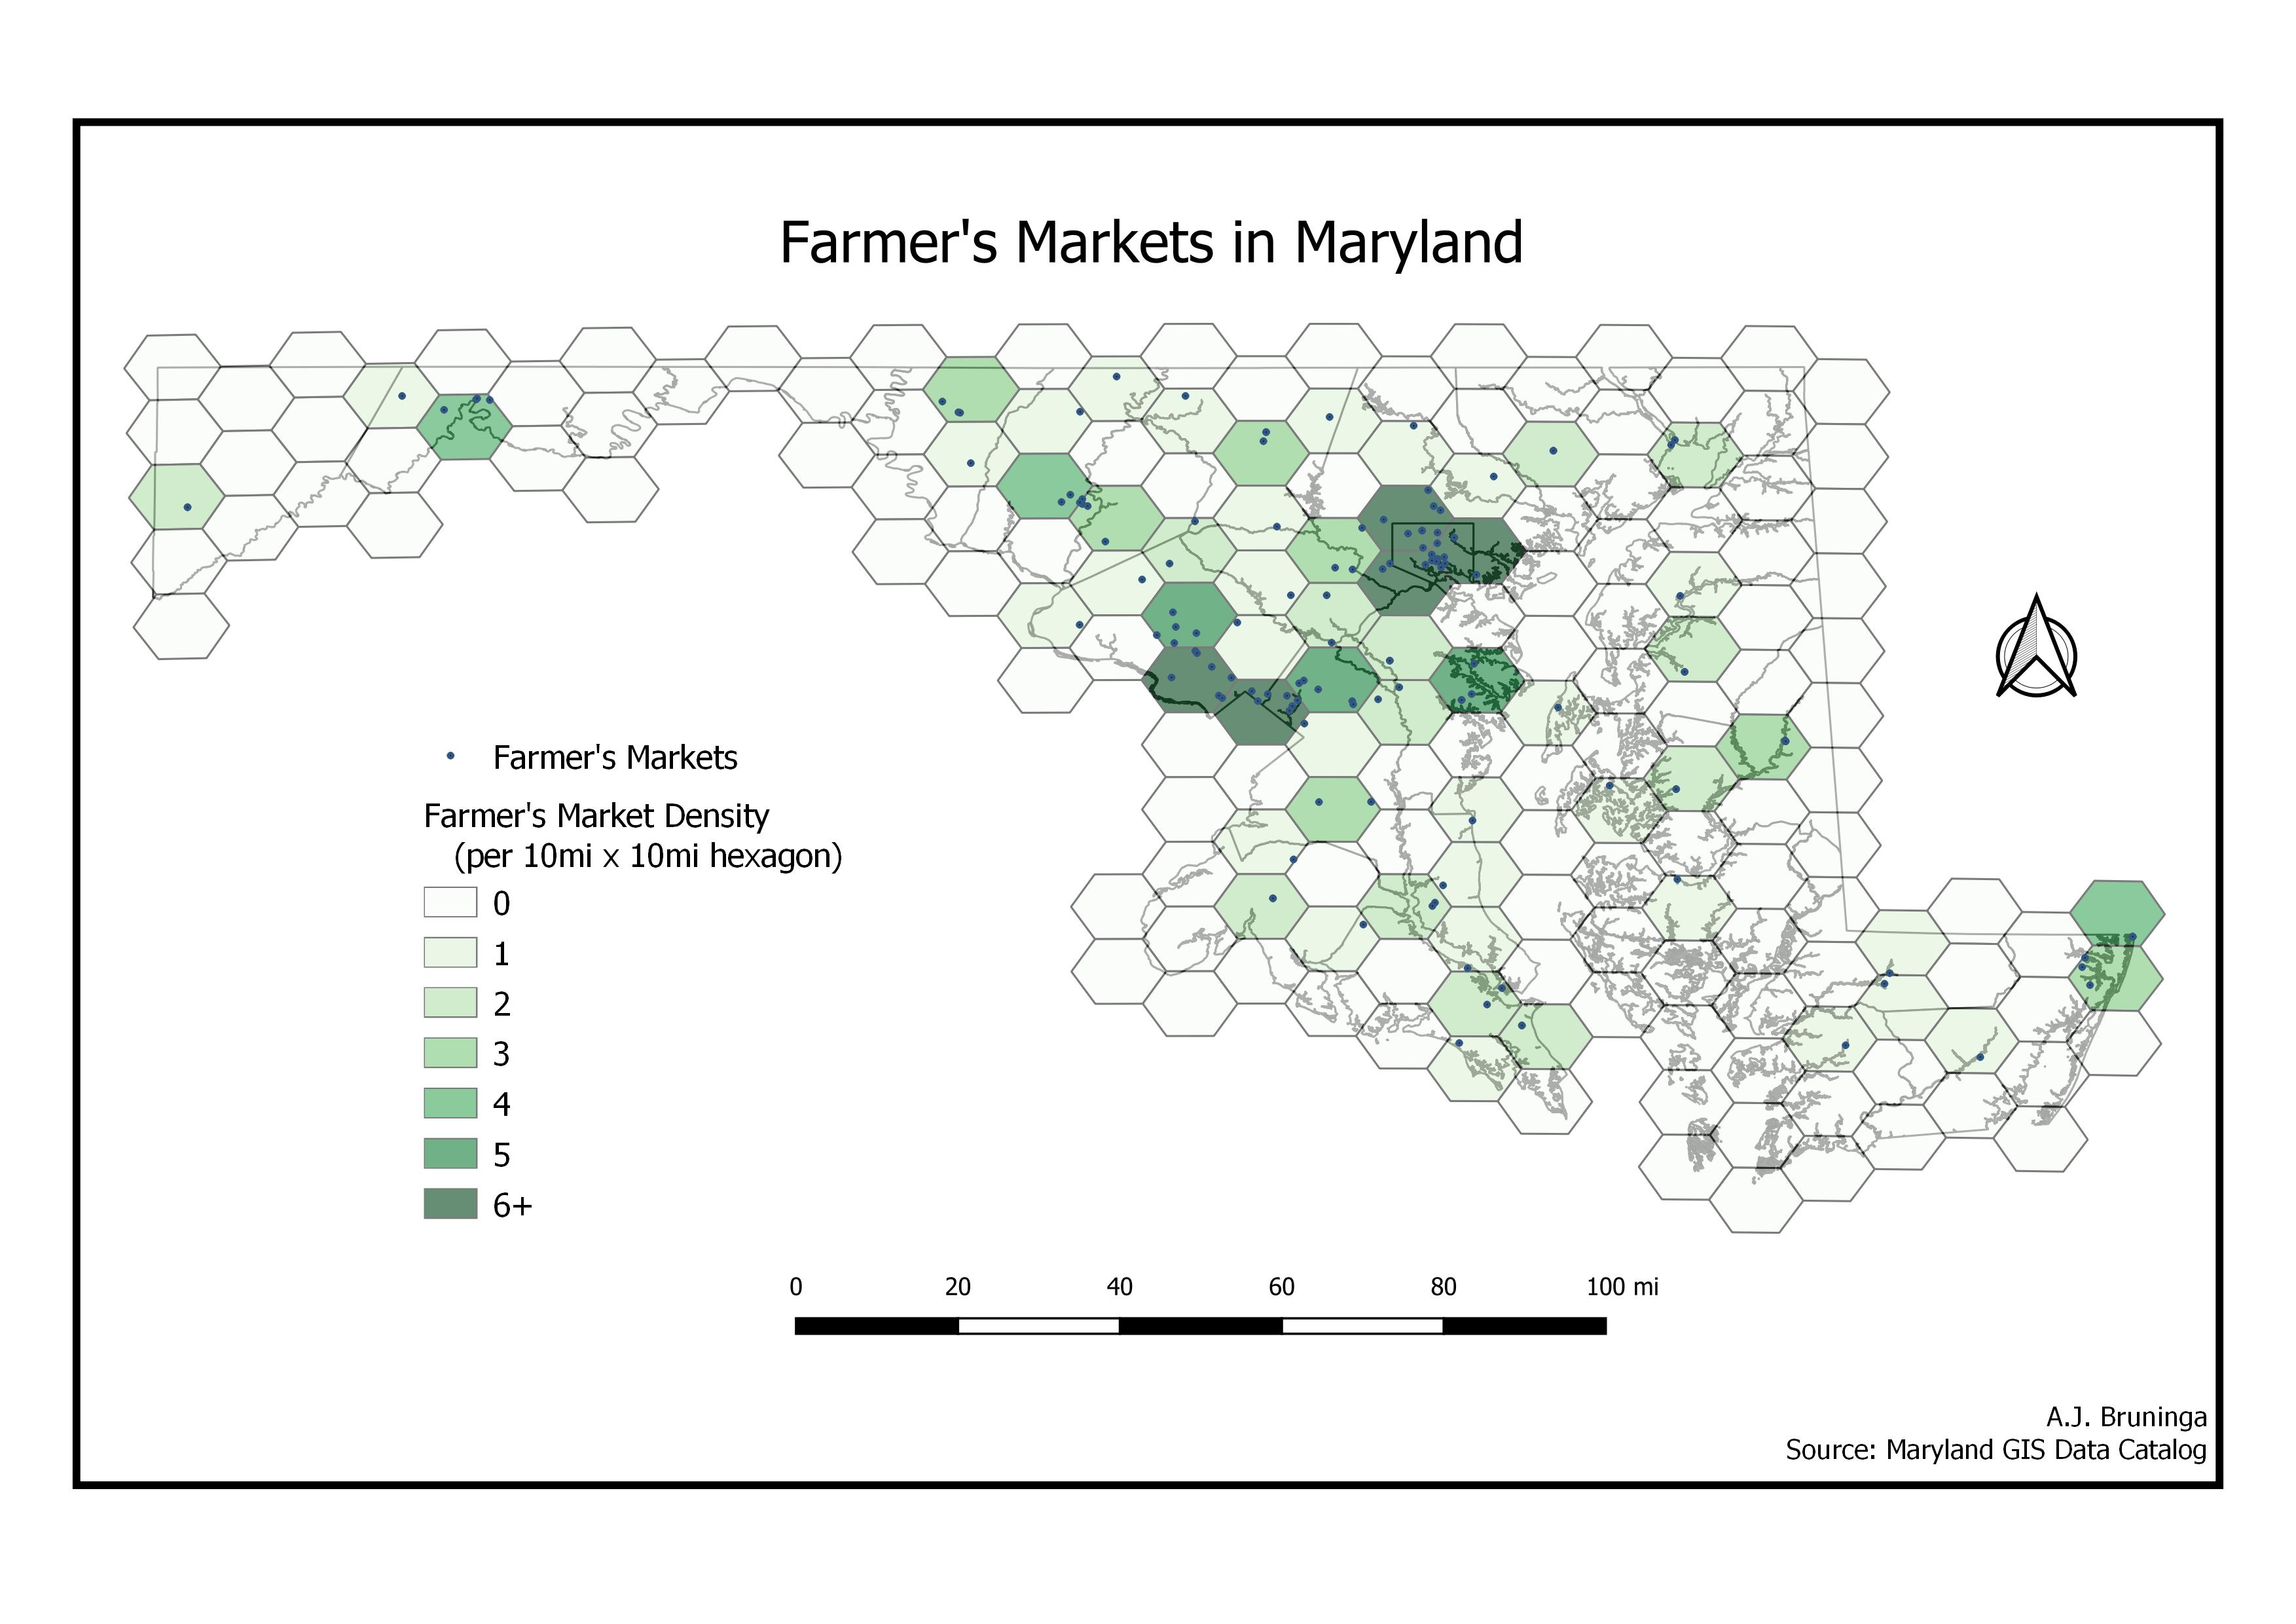 Farmer's Markets in Maryland
Farmer's Markets
Farmer's Market Density
(per 10mi x 10mi hexagon)
0
1
2
3
4
5
6+
0 20 40 60 80 100 mi
A.J. Bruninga
Source: Maryland GIS Data Catalog